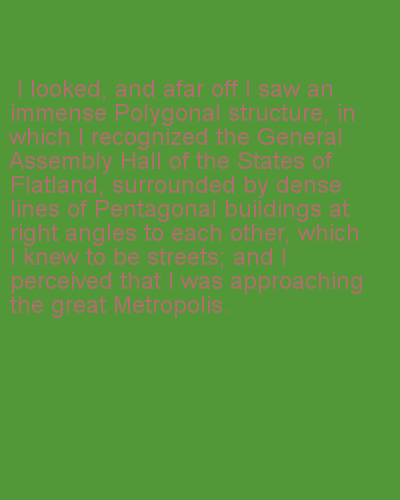 I looked, and afar off I saw an
immense Polygonal structure, in
which I recognized the General
Assembly Hall of the States of
Flatland, surrounded by dense
lines of Pentagonal buildings at
right angles to each other, which
I knew to be streets; and I
perceived that I was approaching
the great Metropolis.